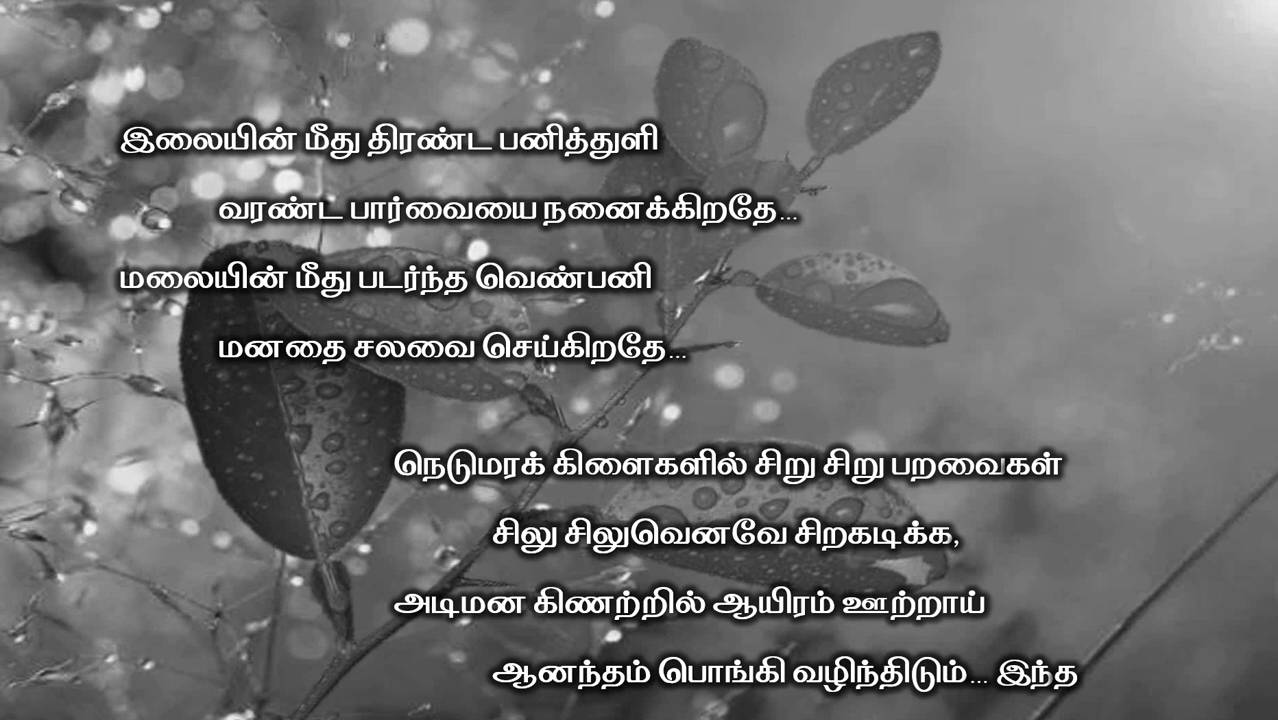 இலையின் மீது திரண்ட பனித்துளி
வரண்ட பார்வையை நனைக்கிறதே...
மலையின் மீது படர்ந்த வெண்பனி
மனதை சலவை செய்கிறதே...
நெடுமரக் கிளைகளில் சிறு சிறு பறவைகள்
சிலு சிலுவெனவே சிறகடிக்க,
அடிமன கிணற்றில் ஆயிரம் ஊற்றாய்
ஆனந்தம் பொங்கி வழிந்திடும்... இந்த